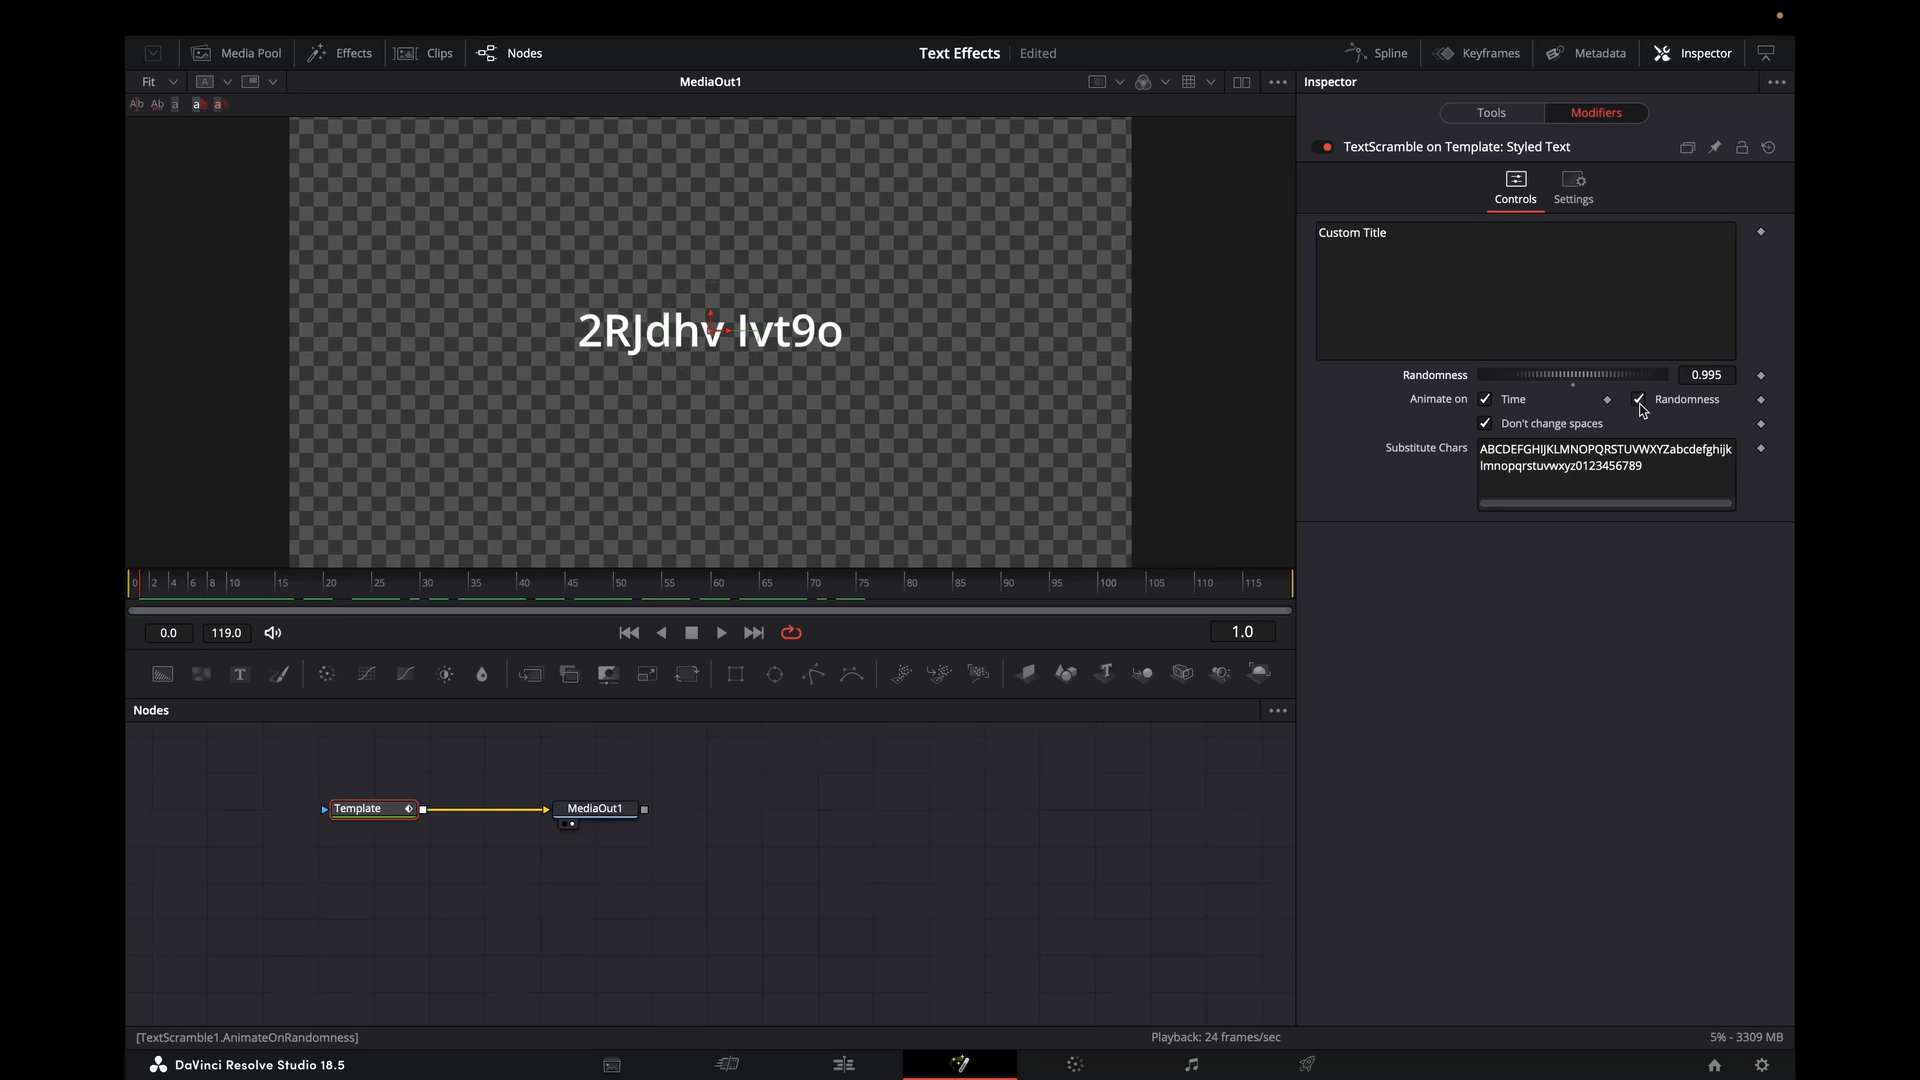 Media Pool
Effects
Clips
Nodes
Text Effects
Edited
Spline
Keyframes
Metadata
Inspector
Fit
MediaOut1
Inspector
Tools
Modifiers
TextScramble on Template: Styled Text
Controls
Settings
Custom Title
2RJdhv Ivt9o
Randomness
0.995
Animate on
Time
Randomness
Don't change spaces
Substitute Chars
ABCDEFGHIJKLMNOPQRSTUVWXYZabcdefghijk
lmnopqrstuvwxyz0123456789
0 2 4 6 8 10 15 20 25 30 35 40 45 50 55 60 65 70 75 80 85 90 95 100 105 110 115
0.0
119.0
1.0
Nodes
Template
MediaOut1
[TextScramble1.AnimateOnRandomness]
Playback: 24 frames/sec
5% - 3309 MB
DaVinci Resolve Studio 18.5